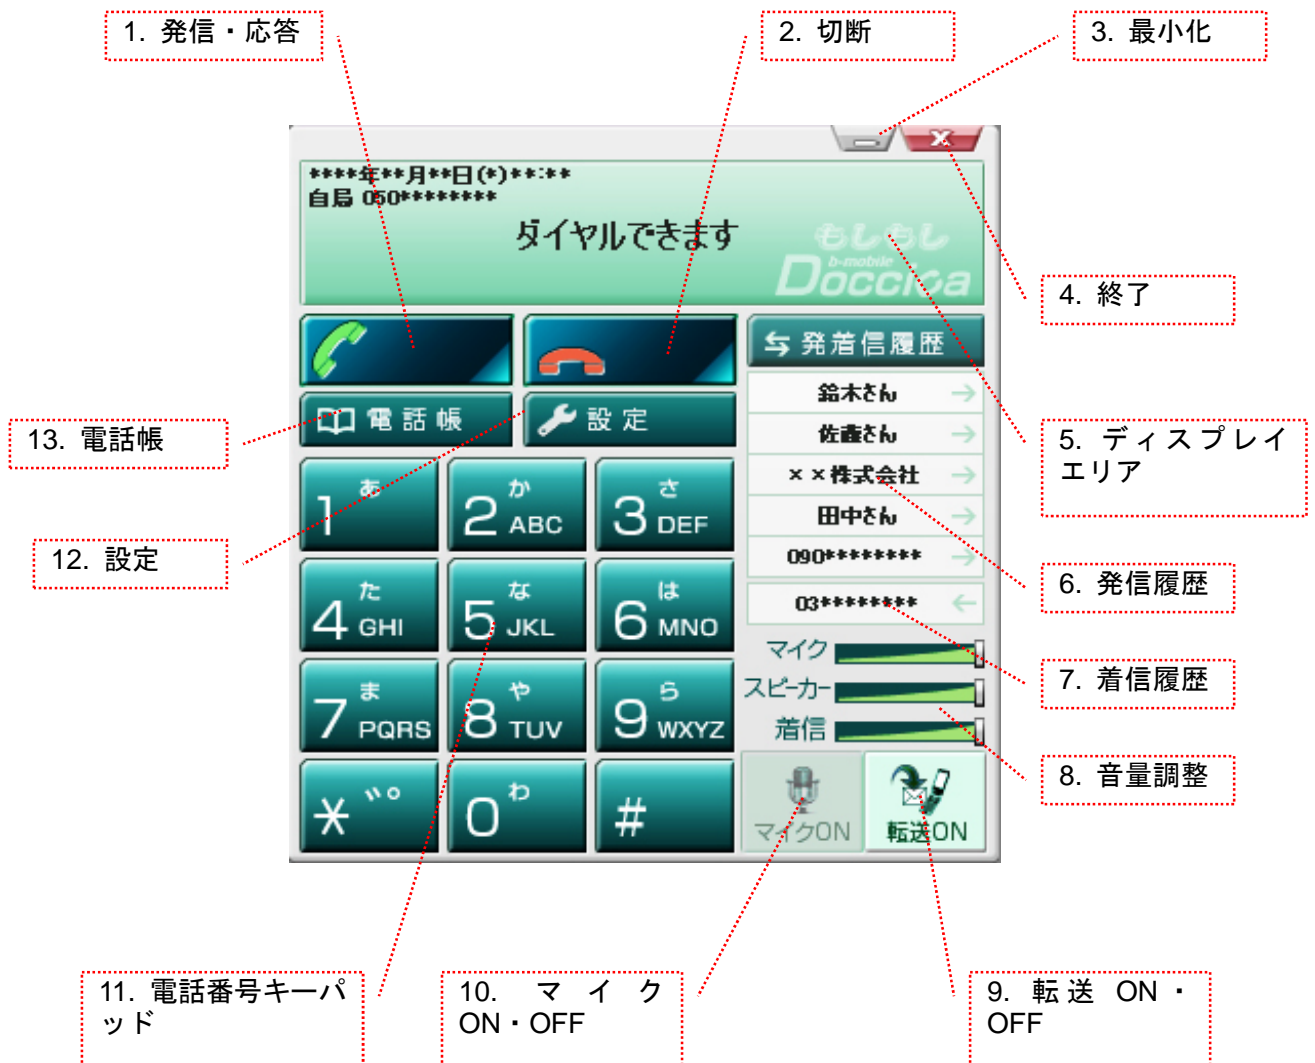 1. 発信・応答
2. 切断
3. 最小化
****年**月**日(*)**:**
自局 050********
ダイヤルできます
もしもし
b-mobile
Doccica
4. 終了
発着信履歴
鈴木さん
佐藤さん
××株式会社
田中さん
090********
03********
電話帳
設定
13. 電話帳
5. ディスプレイ
エリア
12. 設定
6. 発信履歴
7. 着信履歴
8. 音量調整
1 あ
2 か ABC
3 さ DEF
4 た GHI
5 な JKL
6 は MNO
7 ま PQRS
8 や TUV
9 ら WXYZ
* ゛゜
0 わ
#
マイク
スピーカー
着信
マイクON
転送ON
11. 電話番号キーパ
ッド
10. マイク
ON・OFF
9. 転送 ON・
OFF